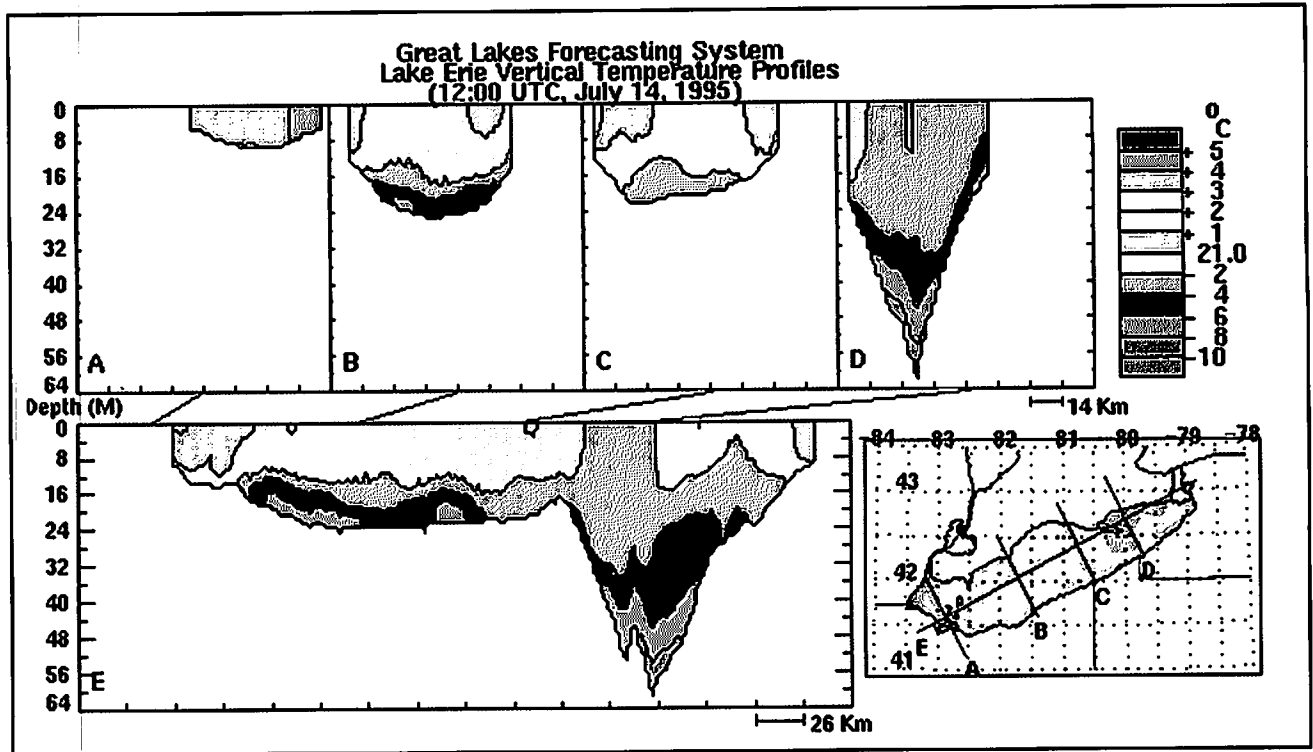 Great Lakes Forecasting System
Lake Erie Vertical Temperature Profiles
(12:00 UTC, July 14, 1995)
0
8
16
24
32
40
48
56
64
A
B
C
D
°C
+ 5
+ 4
+ 3
+ 2
+ 1
21.0
- 2
- 4
- 6
- 8
-10
14 Km
Depth (M)
0
8
16
24
32
40
48
56
64
E
26 Km
-84 -83 -82 -81 -80 -79 -78
43
42
41
E
A
B
C
D